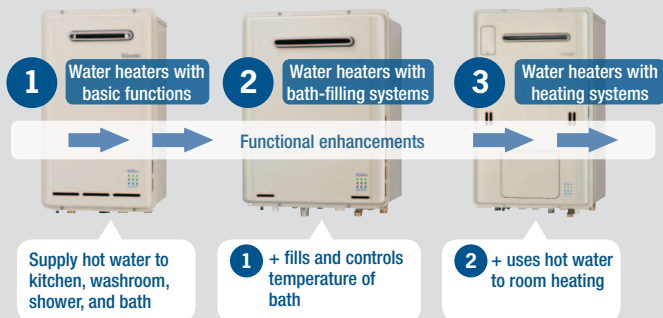 1
Water heaters with
basic functions
2
Water heaters with
bath-filling systems
3
Water heaters with
heating systems
Functional enhancements
Supply hot water to
kitchen, washroom,
shower, and bath
1 + fills and controls
temperature of
bath
2 + uses hot water
to room heating